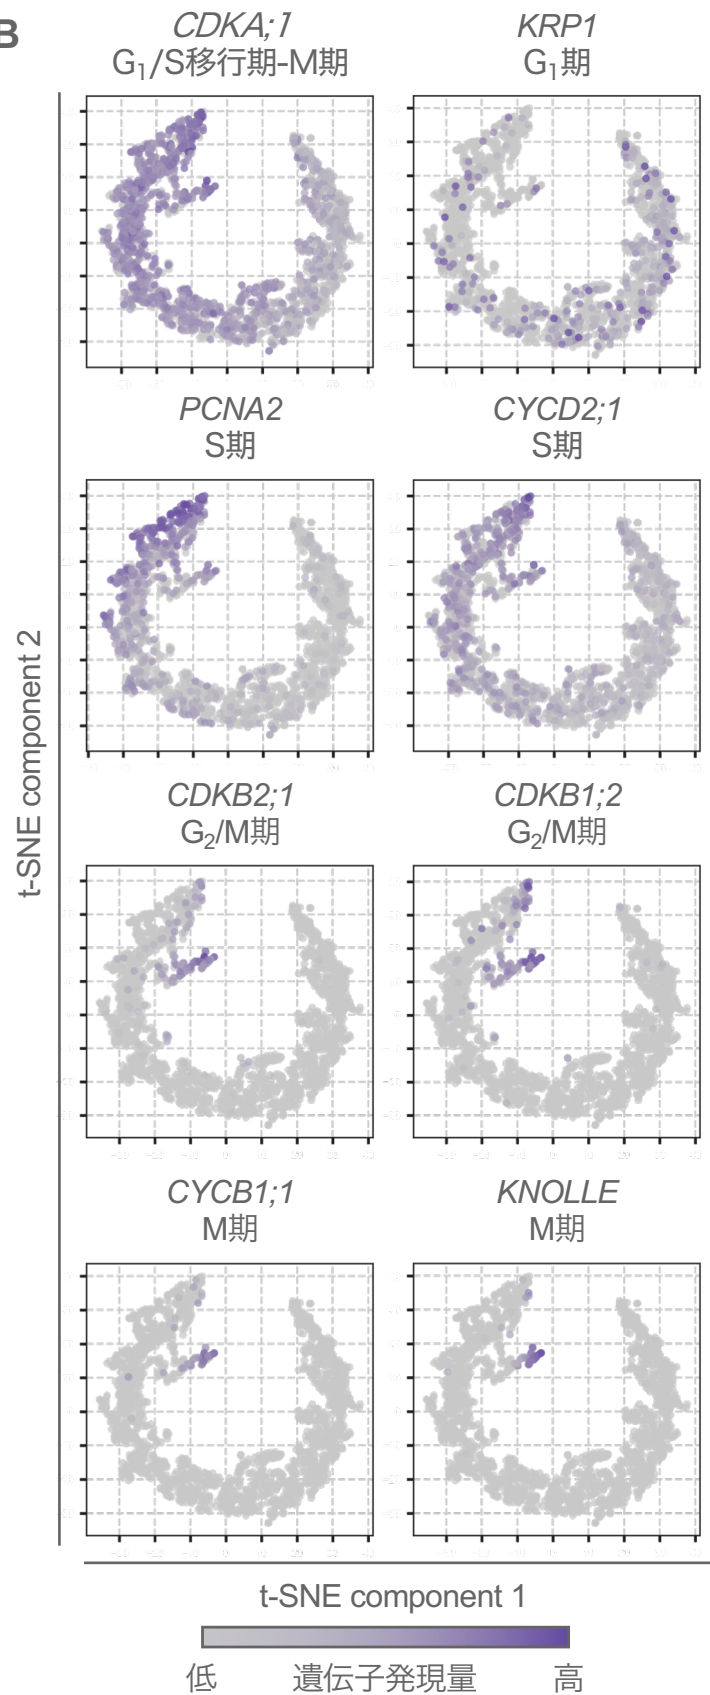 B
CDKA;1
G1/S移行期-M期
KRP1
G1期
PCNA2
S期
CYCD2;1
S期
CDKB2;1
G2/M期
CDKB1;2
G2/M期
CYCB1;1
M期
KNOLLE
M期
t-SNE component 2
t-SNE component 1
低 遺伝子発現量 高